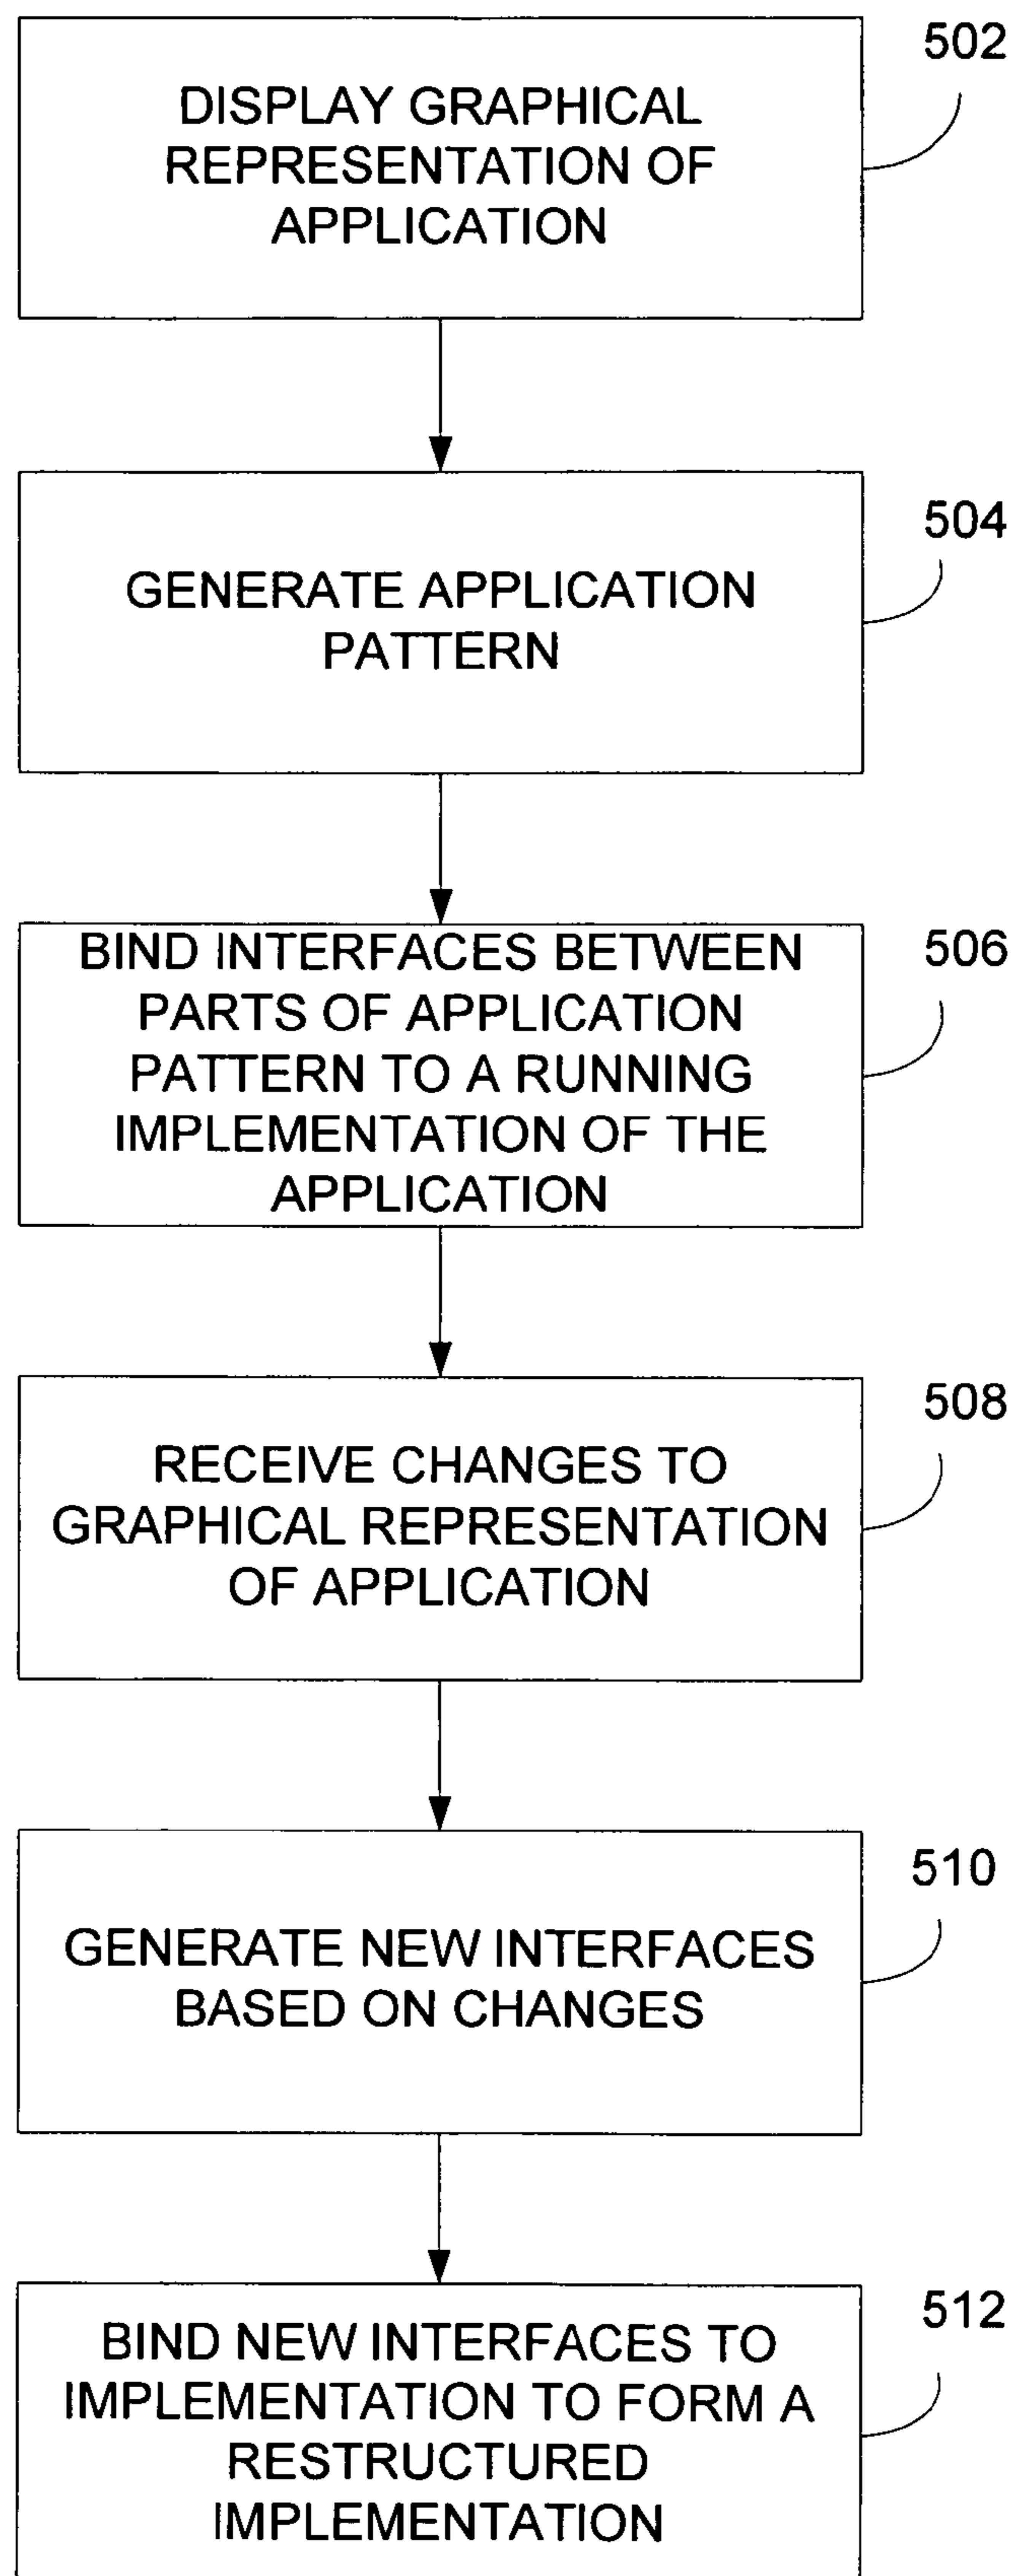 502
DISPLAY GRAPHICAL
REPRESENTATION OF
APPLICATION
504
GENERATE APPLICATION
PATTERN
506
BIND INTERFACES BETWEEN
PARTS OF APPLICATION
PATTERN TO A RUNNING
IMPLEMENTATION OF THE
APPLICATION
508
RECEIVE CHANGES TO
GRAPHICAL REPRESENTATION
OF APPLICATION
510
GENERATE NEW INTERFACES
BASED ON CHANGES
512
BIND NEW INTERFACES TO
IMPLEMENTATION TO FORM A
RESTRUCTURED
IMPLEMENTATION